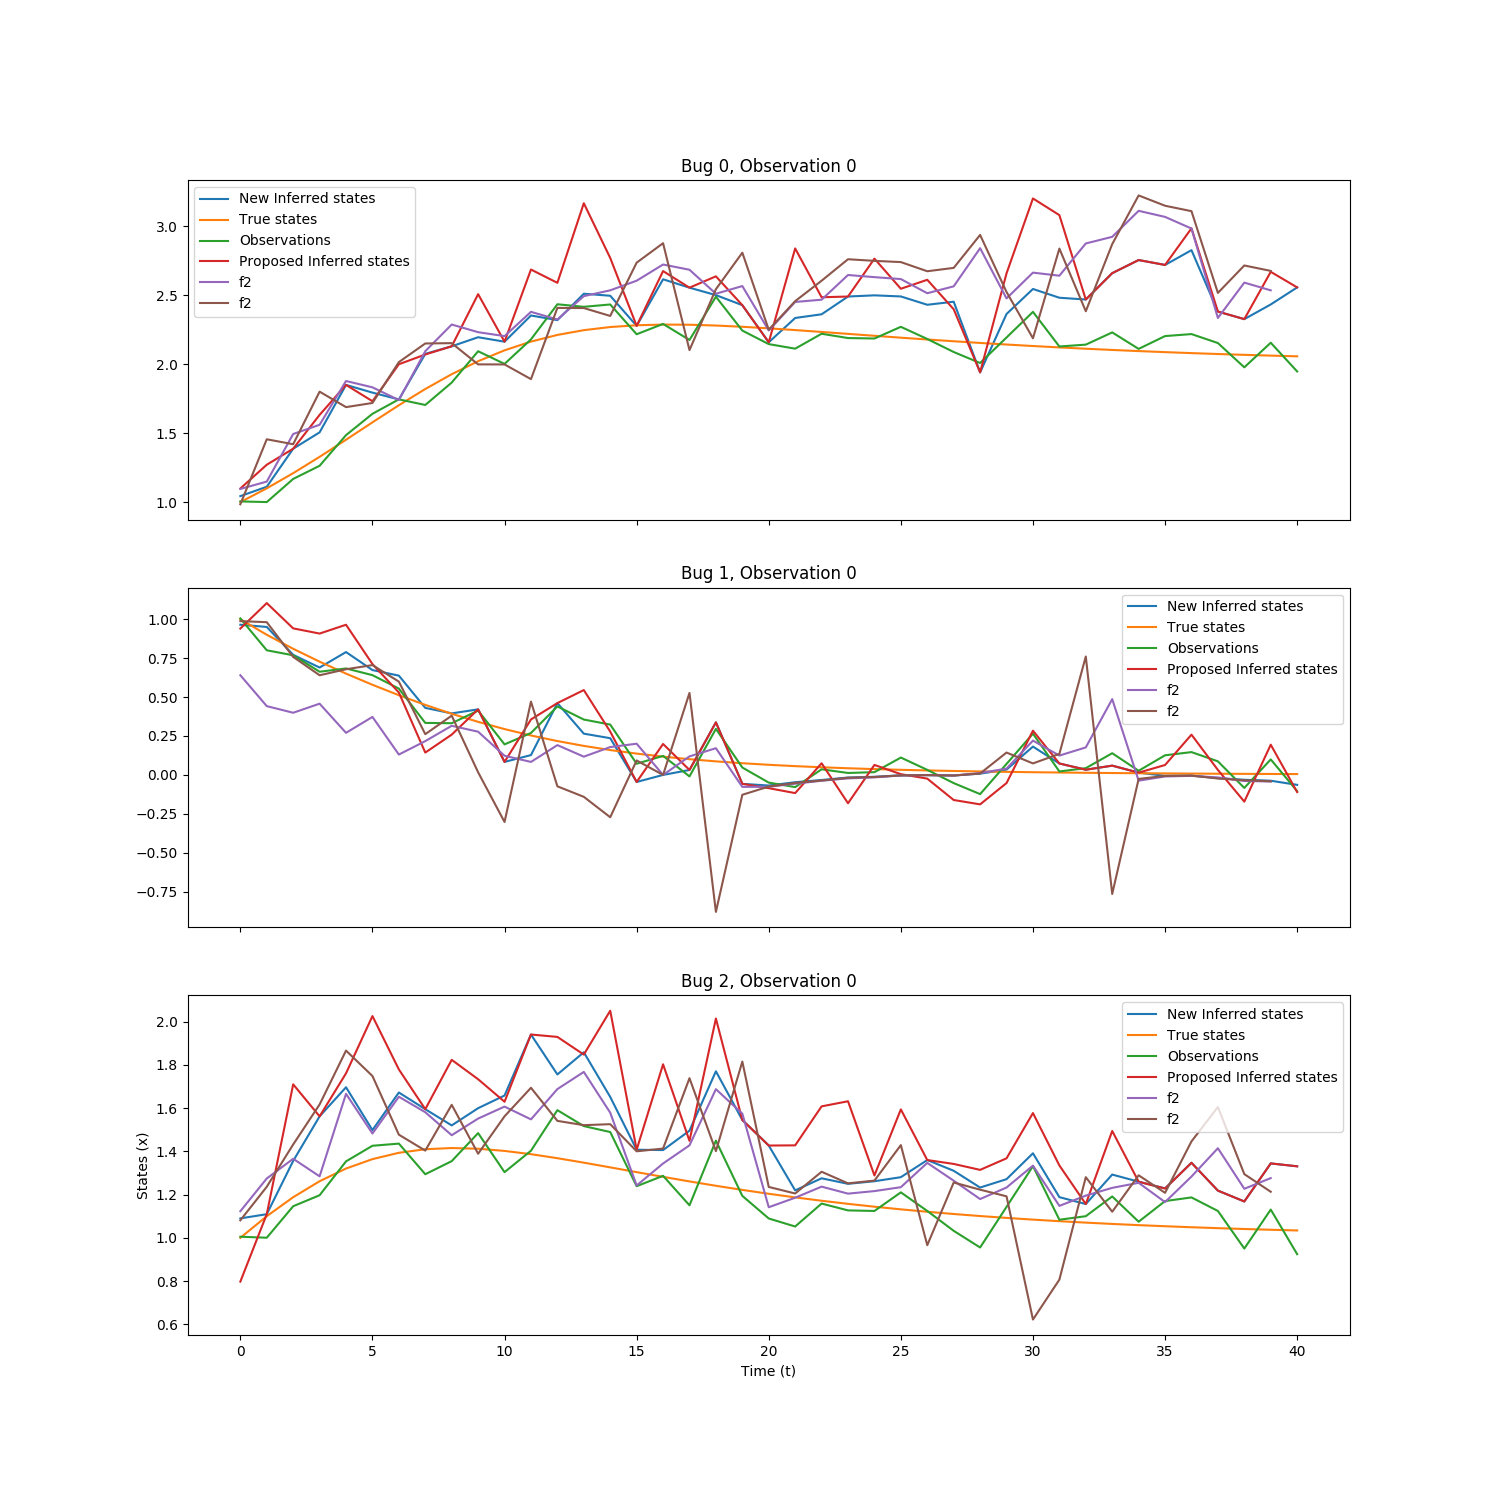 Bug 0, Observation 0
New Inferred states
True states
Observations
Proposed Inferred states
f2
f2
3.0
2.5
2.0
1.5
1.0
Bug 1, Observation 0
New Inferred states
True states
Observations
Proposed Inferred states
f2
f2
1.00
0.75
0.50
0.25
0.00
−0.25
−0.50
−0.75
Bug 2, Observation 0
New Inferred states
True states
Observations
Proposed Inferred states
f2
f2
States (x)
2.0
1.8
1.6
1.4
1.2
1.0
0.8
0.6
0 5 10 15 20 25 30 35 40
Time (t)